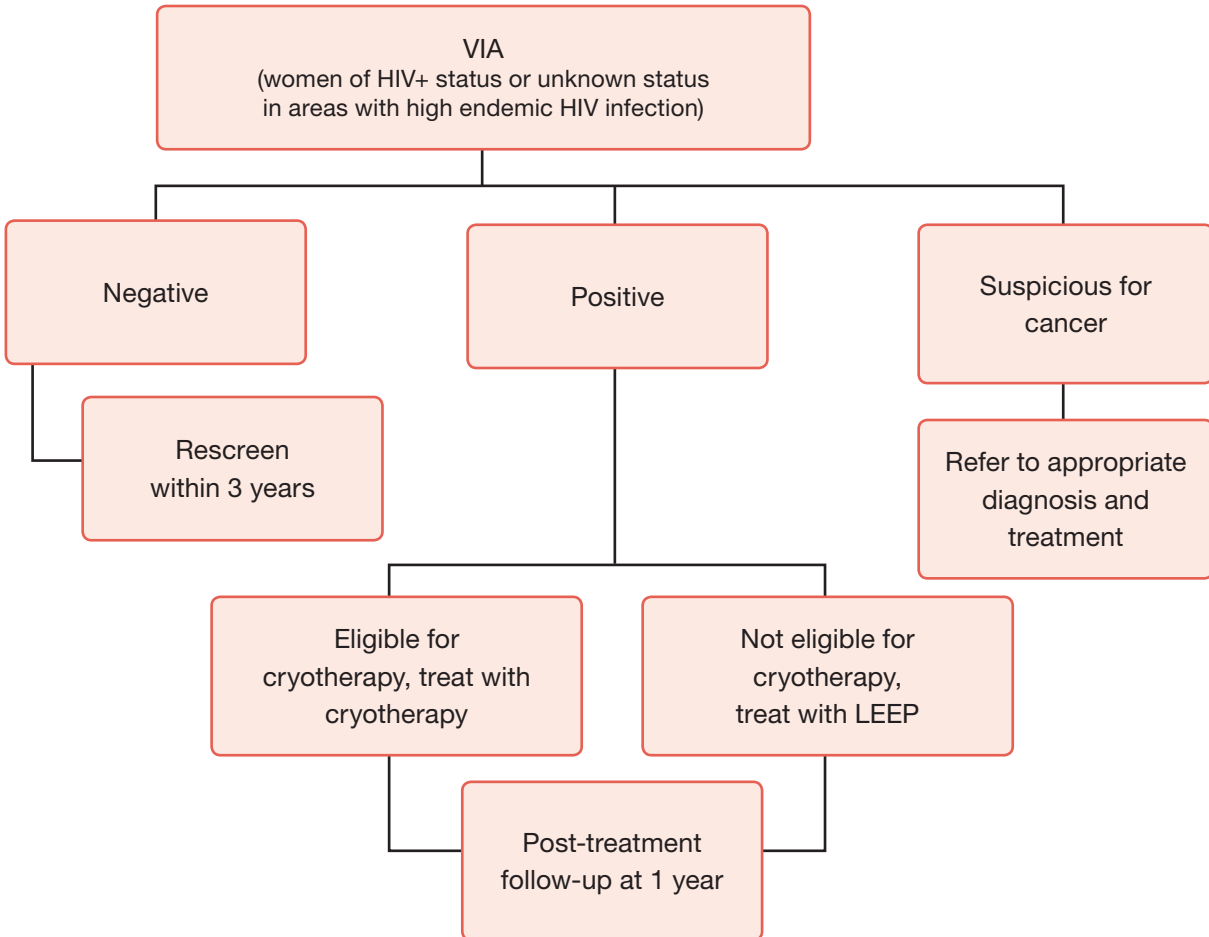 VIA
(women of HIV+ status or unknown status
in areas with high endemic HIV infection)
Negative
Positive
Suspicious for
cancer
Rescreen
within 3 years
Refer to appropriate
diagnosis and
treatment
Eligible for
cryotherapy, treat with
cryotherapy
Not eligible for
cryotherapy,
treat with LEEP
Post-treatment
follow-up at 1 year